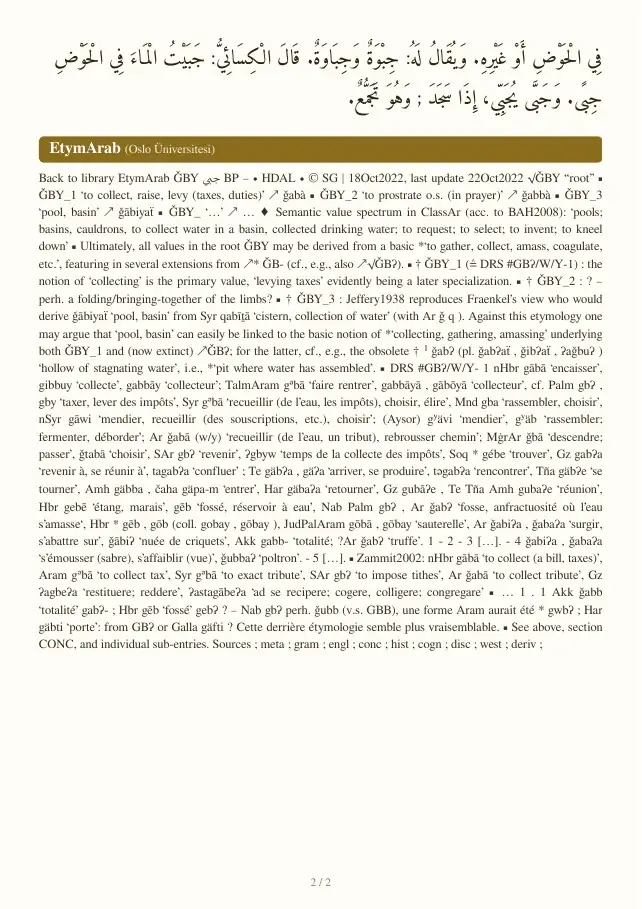 فِي الْحَوْضِ أَوْ غَيْرِهِ. وَيُقَالُ لَهُ: جِبْوَةٌ وَجِبَاوَةٌ. قَالَ الْكِسَائِيُّ: جَبَيْتُ الْمَاءَ فِي الْحَوْضِ
جِبًى. وَجَبَّى يُجَبِّي، إِذَا سَجَدَ ; وَهُوَ تَجَمُّعٌ.
EtymArab (Oslo Üniversitesi)
Back to library EtymArab ǦBY جبي BP – • HDAL • © SG | 18Oct2022, last update 22Oct2022 √ǦBY “root” ▪
ǦBY_1 ‘to collect, raise, levy (taxes, duties)’ ↗ ǧabà ▪ ǦBY_2 ‘to prostrate o.s. (in prayer)’ ↗ ǧabbà ▪ ǦBY_3
‘pool, basin’ ↗ ǧābiyaẗ ▪ ǦBY_ ‘…’ ↗ … ♦ Semantic value spectrum in ClassAr (acc. to BAH2008): ‘pools;
basins, cauldrons, to collect water in a basin, collected drinking water; to request; to select; to invent; to kneel
down’ ▪ Ultimately, all values in the root ǦBY may be derived from a basic *‘to gather, collect, amass, coagulate,
etc.’, featuring in several extensions from ↗* ǦB- (cf., e.g., also ↗√ǦBʔ). ▪ † ǦBY_1 (≙ DRS #GBʔ/W/Y-1) : the
notion of ‘collecting’ is the primary value, ‘levying taxes’ evidently being a later specialization. ▪ † ǦBY_2 : ? –
perh. a folding/bringing-together of the limbs? ▪ † ǦBY_3 : Jeffery1938 reproduces Fraenkel’s view who would
derive ǧābiyaẗ ‘pool, basin’ from Syr qabīṯā ‘cistern, collection of water’ (with Ar ǧ q ). Against this etymology one
may argue that ‘pool, basin’ can easily be linked to the basic notion of *‘collecting, gathering, amassing’ underlying
both ǦBY_1 and (now extinct) ↗ǦBʔ; for the latter, cf., e.g., the obsolete † ¹ ǧabʔ (pl. ǧabʔaẗ , ǧibʔaẗ , ʔaǧbuʔ )
‘hollow of stagnating water’, i.e., *‘pit where water has assembled’. ▪ DRS #GBʔ/W/Y- 1 nHbr gābā ‘encaisser’,
gibbuy ‘collecte’, gabbāy ‘collecteur’; TalmAram gᵊbā ‘faire rentrer’, gabbāyā , gābōyā ‘collecteur’, cf. Palm gbʔ ,
gby ‘taxer, lever des impôts’, Syr gᵊbā ‘recueillir (de l’eau, les impôts), choisir, élire’, Mnd gba ‘rassembler, choisir’,
nSyr gāwi ‘mendier, recueillir (des souscriptions, etc.), choisir’; (Aysor) gʸävi ‘mendier’, gʸäb ‘rassembler;
fermenter, déborder’; Ar ǧabā (w/y) ‘recueillir (de l’eau, un tribut), rebrousser chemin’; MġrAr ǧbā ‘descendre;
passer’, ǧtabā ‘choisir’, SAr gbʔ ‘revenir’, ʔgbyw ‘temps de la collecte des impôts’, Soq * gébe ‘trouver’, Gz gabʔa
‘revenir à, se réunir à’, tagabʔa ‘confluer’ ; Te gäbʔa , gäʔa ‘arriver, se produire’, təgabʔa ‘rencontrer’, Tña gäbʔe ‘se
tourner’, Amh gäbba , čaha gäpa-m ‘entrer’, Har gäbaʔa ‘retourner’, Gz gubāʔe , Te Tña Amh gubaʔe ‘réunion’,
Hbr gebē ‘étang, marais’, gēb ‘fossé, réservoir à eau’, Nab Palm gbʔ , Ar ǧabʔ ‘fosse, anfractuosité où l’eau
s’amasse‘, Hbr * gēb , gōb (coll. gobay , gōbay ), JudPalAram gōbā , gōbay ‘sauterelle’, Ar ǧabiʔa , ǧabaʔa ‘surgir,
s’abattre sur’, ǧābiʔ ‘nuée de criquets’, Akk gabb- ‘totalité; ?Ar ǧabʔ ‘truffe’. 1 - 2 - 3 […]. - 4 ǧabiʔa , ǧabaʔa
‘s’émousser (sabre), s’affaiblir (vue)’, ǧubbaʔ ‘poltron’. - 5 […]. ▪ Zammit2002: nHbr gābā ‘to collect (a bill, taxes)’,
Aram gᵊbā ‘to collect tax’, Syr gᵊbā ‘to exact tribute’, SAr gbʔ ‘to impose tithes’, Ar ǧabā ‘to collect tribute’, Gz
ʔagbeʔa ‘restituere; reddere’, ʔastagābeʔa ‘ad se recipere; cogere, colligere; congregare’ ▪ … 1 . 1 Akk ǧabb
‘totalité’ gabʔ- ; Hbr gēb ‘fossé’ gebʔ ? – Nab gbʔ perh. ǧubb (v.s. GBB), une forme Aram aurait été * gwbʔ ; Har
gäbti ‘porte’: from GBʔ or Galla gäfti ? Cette derrière étymologie semble plus vraisemblable. ▪ See above, section
CONC, and individual sub-entries. Sources ; meta ; gram ; engl ; conc ; hist ; cogn ; disc ; west ; deriv ;
2 / 2